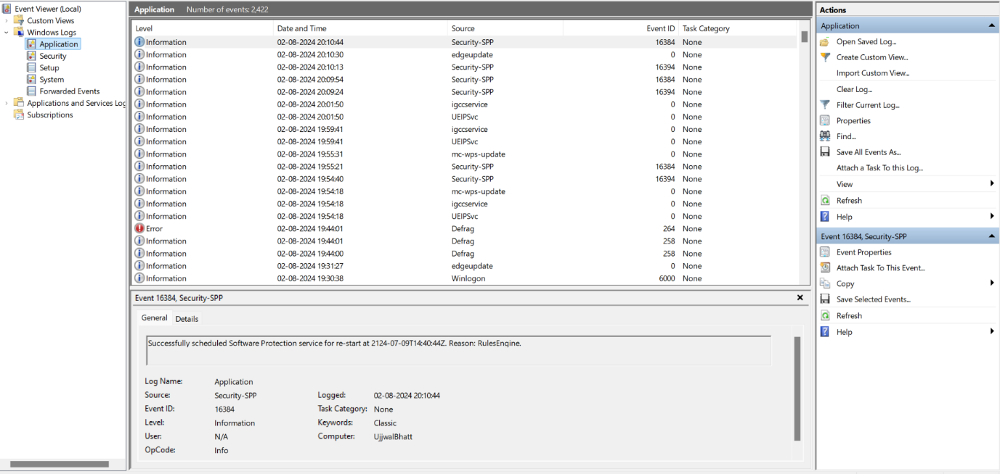 Event Viewer (Local)
Custom Views
Windows Logs
Application
Security
Setup
System
Forwarded Events
Applications and Services Log
Subscriptions
Application Number of events: 2,422
Level Date and Time Source Event ID Task Category
Information 02-08-2024 20:10:44 Security-SPP 16384 None
Information 02-08-2024 20:10:30 edgeupdate 0 None
Information 02-08-2024 20:10:13 Security-SPP 16394 None
Information 02-08-2024 20:09:54 Security-SPP 16384 None
Information 02-08-2024 20:09:24 Security-SPP 16394 None
Information 02-08-2024 20:01:50 igccservice 0 None
Information 02-08-2024 20:01:50 UEIPSvc 0 None
Information 02-08-2024 19:59:41 igccservice 0 None
Information 02-08-2024 19:59:41 UEIPSvc 0 None
Information 02-08-2024 19:55:31 mc-wps-update 0 None
Information 02-08-2024 19:55:21 Security-SPP 16384 None
Information 02-08-2024 19:54:40 Security-SPP 16394 None
Information 02-08-2024 19:54:18 mc-wps-update 0 None
Information 02-08-2024 19:54:18 igccservice 0 None
Information 02-08-2024 19:54:18 UEIPSvc 0 None
Error 02-08-2024 19:44:01 Defrag 264 None
Information 02-08-2024 19:44:01 Defrag 258 None
Information 02-08-2024 19:44:00 Defrag 258 None
Information 02-08-2024 19:31:27 edgeupdate 0 None
Information 02-08-2024 19:30:38 Winlogon 6000 None
Event 16384, Security-SPP
General Details
Successfully scheduled Software Protection service for re-start at 2124-07-09T14:40:44Z. Reason: RulesEngine.
Log Name: Application
Source: Security-SPP Logged: 02-08-2024 20:10:44
Event ID: 16384 Task Category: None
Level: Information Keywords: Classic
User: N/A Computer: UjjwalBhatt
OpCode: Info
Actions
Application
Open Saved Log...
Create Custom View...
Import Custom View...
Clear Log...
Filter Current Log...
Properties
Find...
Save All Events As...
Attach a Task To this Log...
View
Refresh
Help
Event 16384, Security-SPP
Event Properties
Attach Task To This Event...
Copy
Save Selected Events...
Refresh
Help